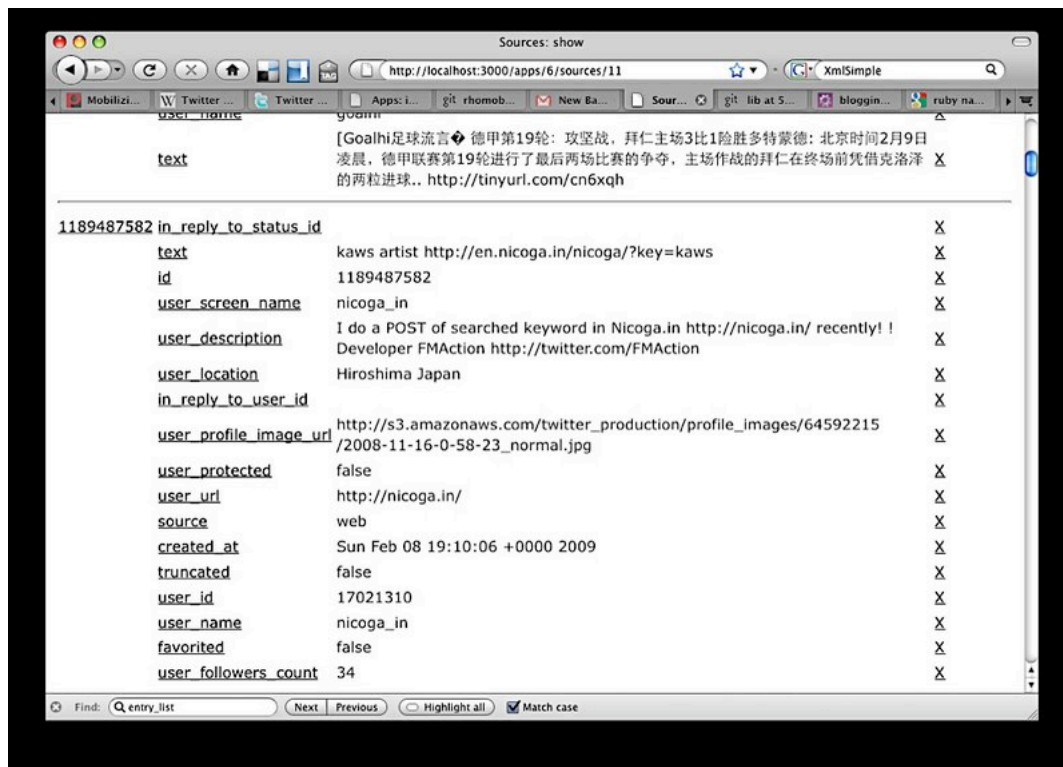 Sources: show
http://localhost:3000/apps/6/sources/11
XmlSimple
Mobilizi... Twitter ... Twitter ... Apps: i... git rhomob... New Ba... Sour... git lib at 5... bloggin... ruby na...
user_name goalhi X
[Goalhi足球流言� 德甲第19轮：攻坚战，拜仁主场3比1险胜多特蒙德: 北京时间2月9日
text 凌晨，德甲联赛第19轮进行了最后两场比赛的争夺，主场作战的拜仁在终场前凭借克洛泽 X
的两粒进球.. http://tinyurl.com/cn6xqh
1189487582 in_reply_to_status_id X
text kaws artist http://en.nicoga.in/nicoga/?key=kaws X
id 1189487582 X
user_screen_name nicoga_in X
user_description I do a POST of searched keyword in Nicoga.in http://nicoga.in/ recently! ! X
Developer FMAction http://twitter.com/FMAction
user_location Hiroshima Japan X
in_reply_to_user_id X
user_profile_image_url http://s3.amazonaws.com/twitter_production/profile_images/64592215 X
/2008-11-16-0-58-23_normal.jpg
user_protected false X
user_url http://nicoga.in/ X
source web X
created_at Sun Feb 08 19:10:06 +0000 2009 X
truncated false X
user_id 17021310 X
user_name nicoga_in X
favorited false X
user_followers_count 34 X
Find: entry_list Next Previous Highlight all Match case